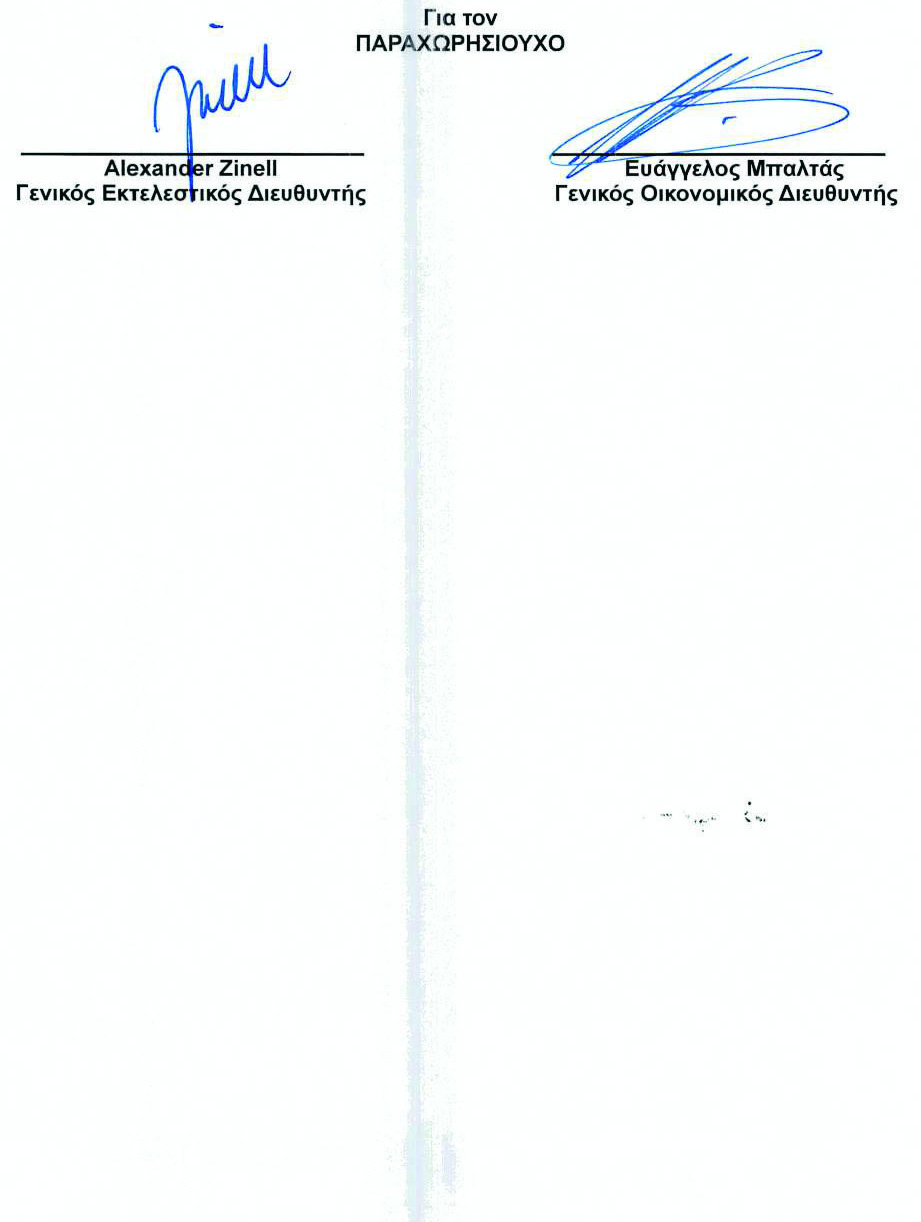 Για τον
ΠΑΡΑΧΩΡΗΣΙΟΥΧΟ
Alexander Zinell
Γενικός Εκτελεστικός Διευθυντής
Ευάγγελος Μπαλτάς
Γενικός Οικονομικός Διευθυντής